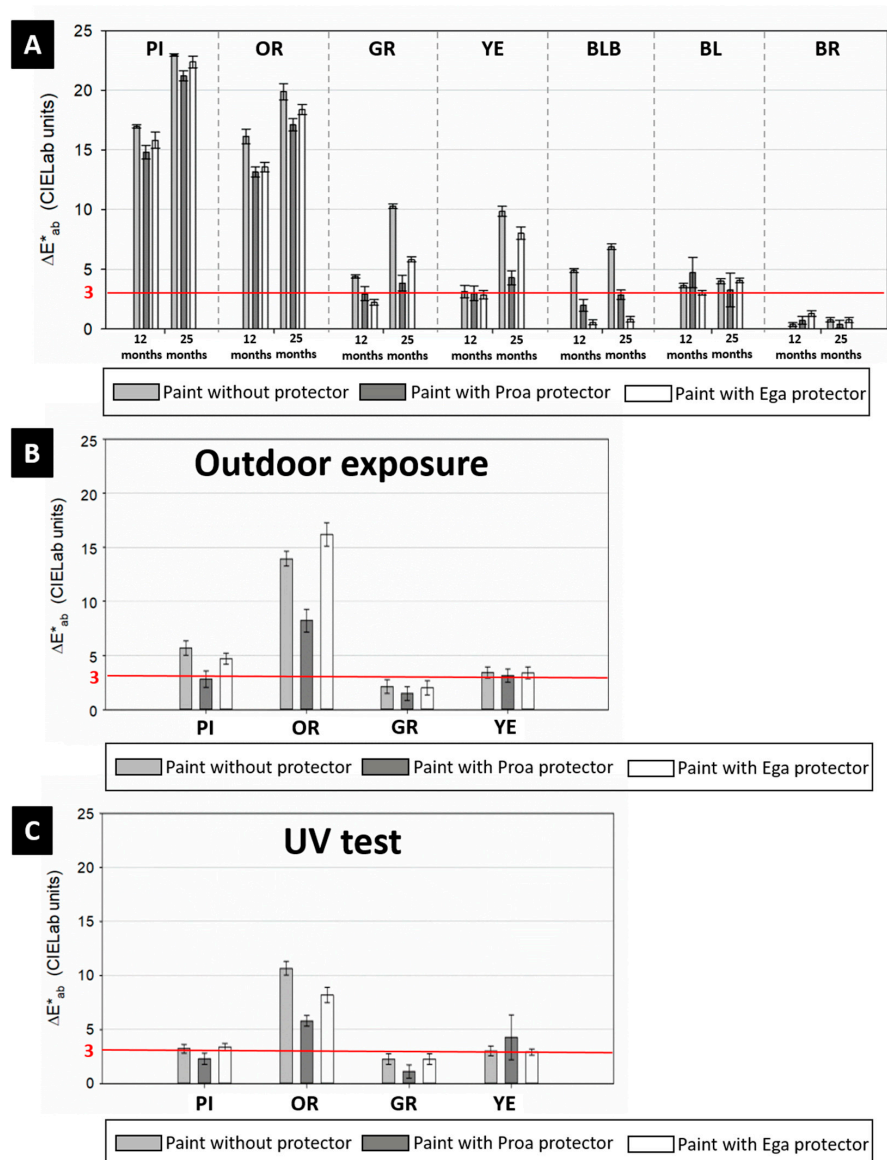 A
PI OR GR YE BLB BL BR
25
20
15
10
5
3
0
ΔE*ab (CIELab units)
12 25 12 25 12 25 12 25 12 25 12 25 12 25
months months months months months months months months months months months months months months
Paint without protector Paint with Proa protector Paint with Ega protector
B
Outdoor exposure
25
20
15
10
5
3
0
ΔE*ab (CIELab units)
PI OR GR YE
Paint without protector Paint with Proa protector Paint with Ega protector
C
UV test
25
20
15
10
5
3
0
ΔE*ab (CIELab units)
PI OR GR YE
Paint without protector Paint with Proa protector Paint with Ega protector